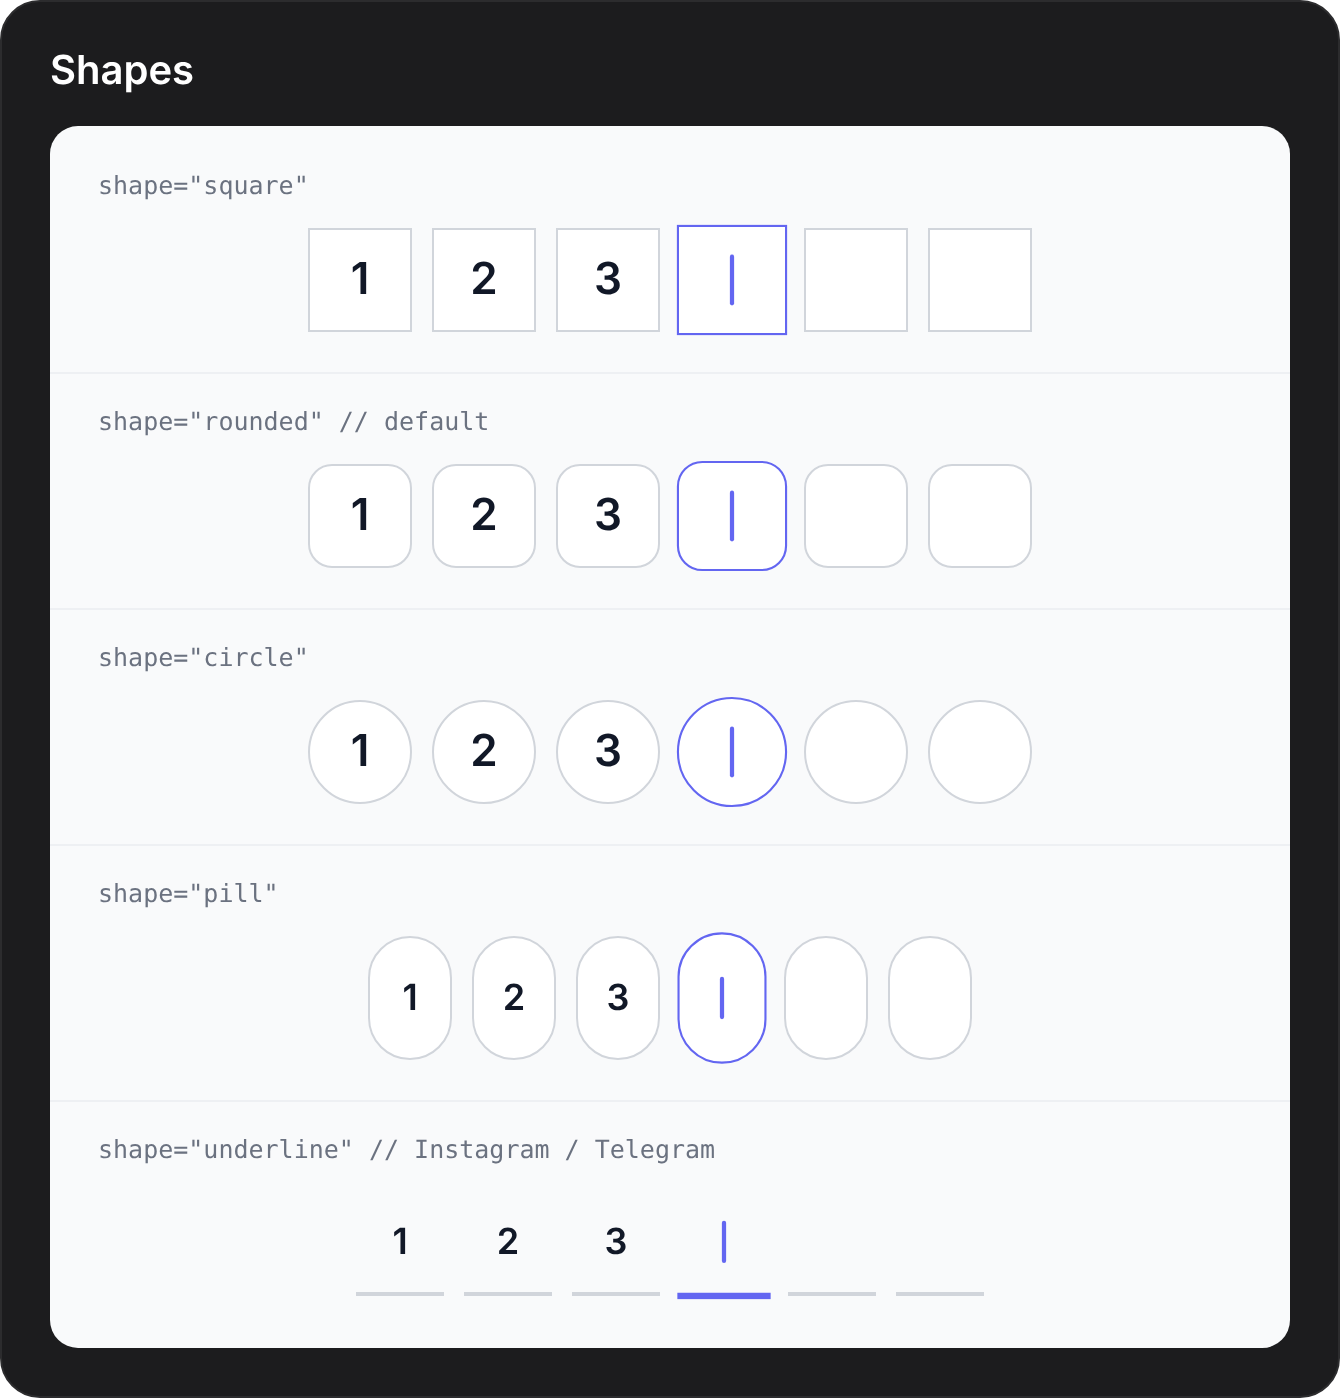 Shapes
shape="square"
1 2 3
shape="rounded" // default
1 2 3
shape="circle"
1 2 3
shape="pill"
1 2 3
shape="underline" // Instagram / Telegram
1 2 3